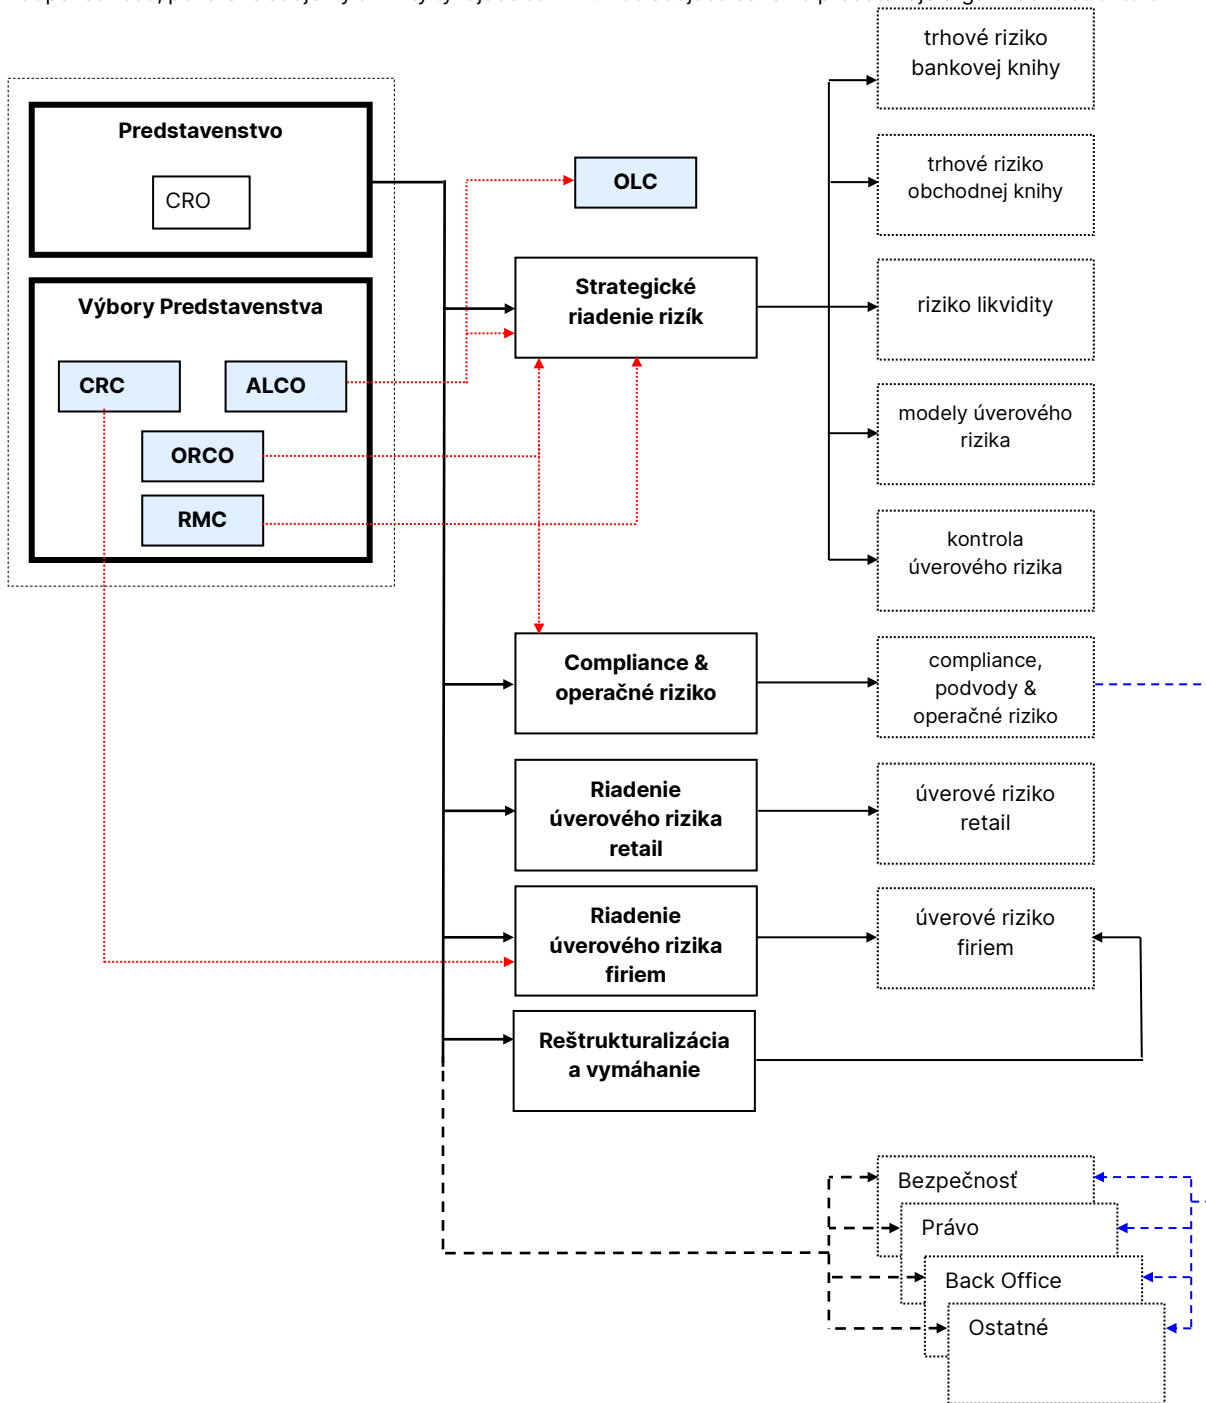 trhové riziko
bankovej knihy
Predstavenstvo
CRO
OLC
trhové riziko
obchodnej knihy
Výbory Predstavenstva
CRC
ALCO
ORCO
RMC
Strategické
riadenie rizík
riziko likvidity
modely úverového
rizika
kontrola
úverového rizika
Compliance &
operačné riziko
compliance,
podvody &
operačné riziko
Riadenie
úverového rizika
retail
úverové riziko
retail
Riadenie
úverového rizika
firiem
úverové riziko
firiem
Reštrukturalizácia
a vymáhanie
Bezpečnosť
Právo
Back Office
Ostatné